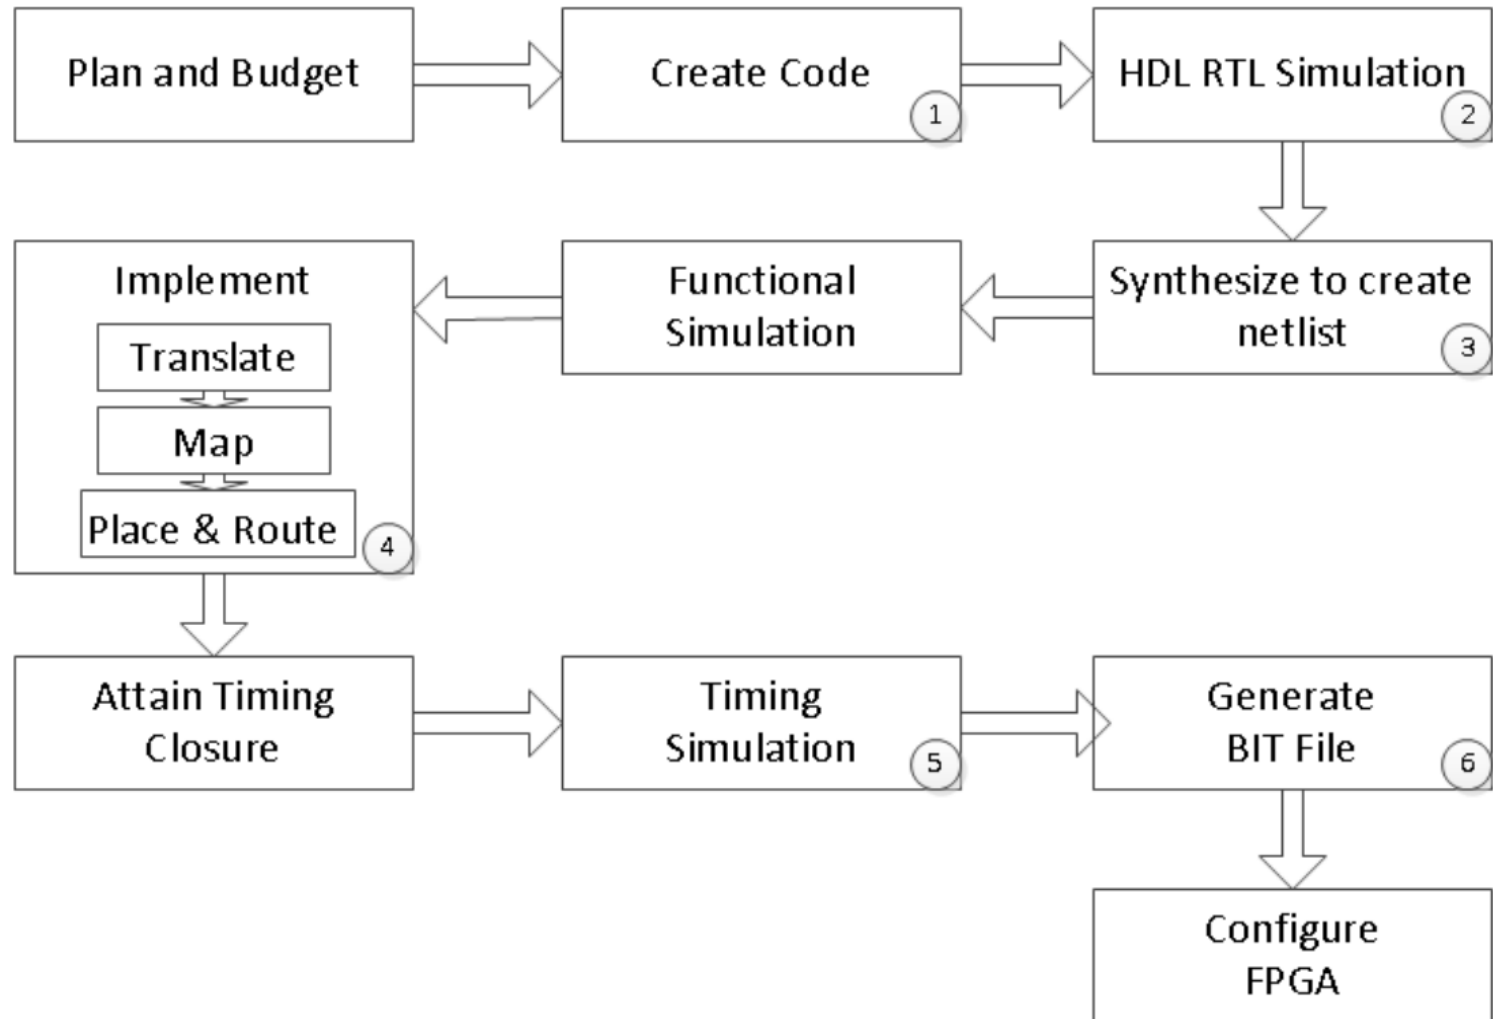 Plan and Budget
Create Code
1
HDL RTL Simulation
2
Synthesize to create
netlist
3
Functional
Simulation
Implement
Translate
Map
Place & Route
4
Attain Timing
Closure
Timing
Simulation
5
Generate
BIT File
6
Configure
FPGA